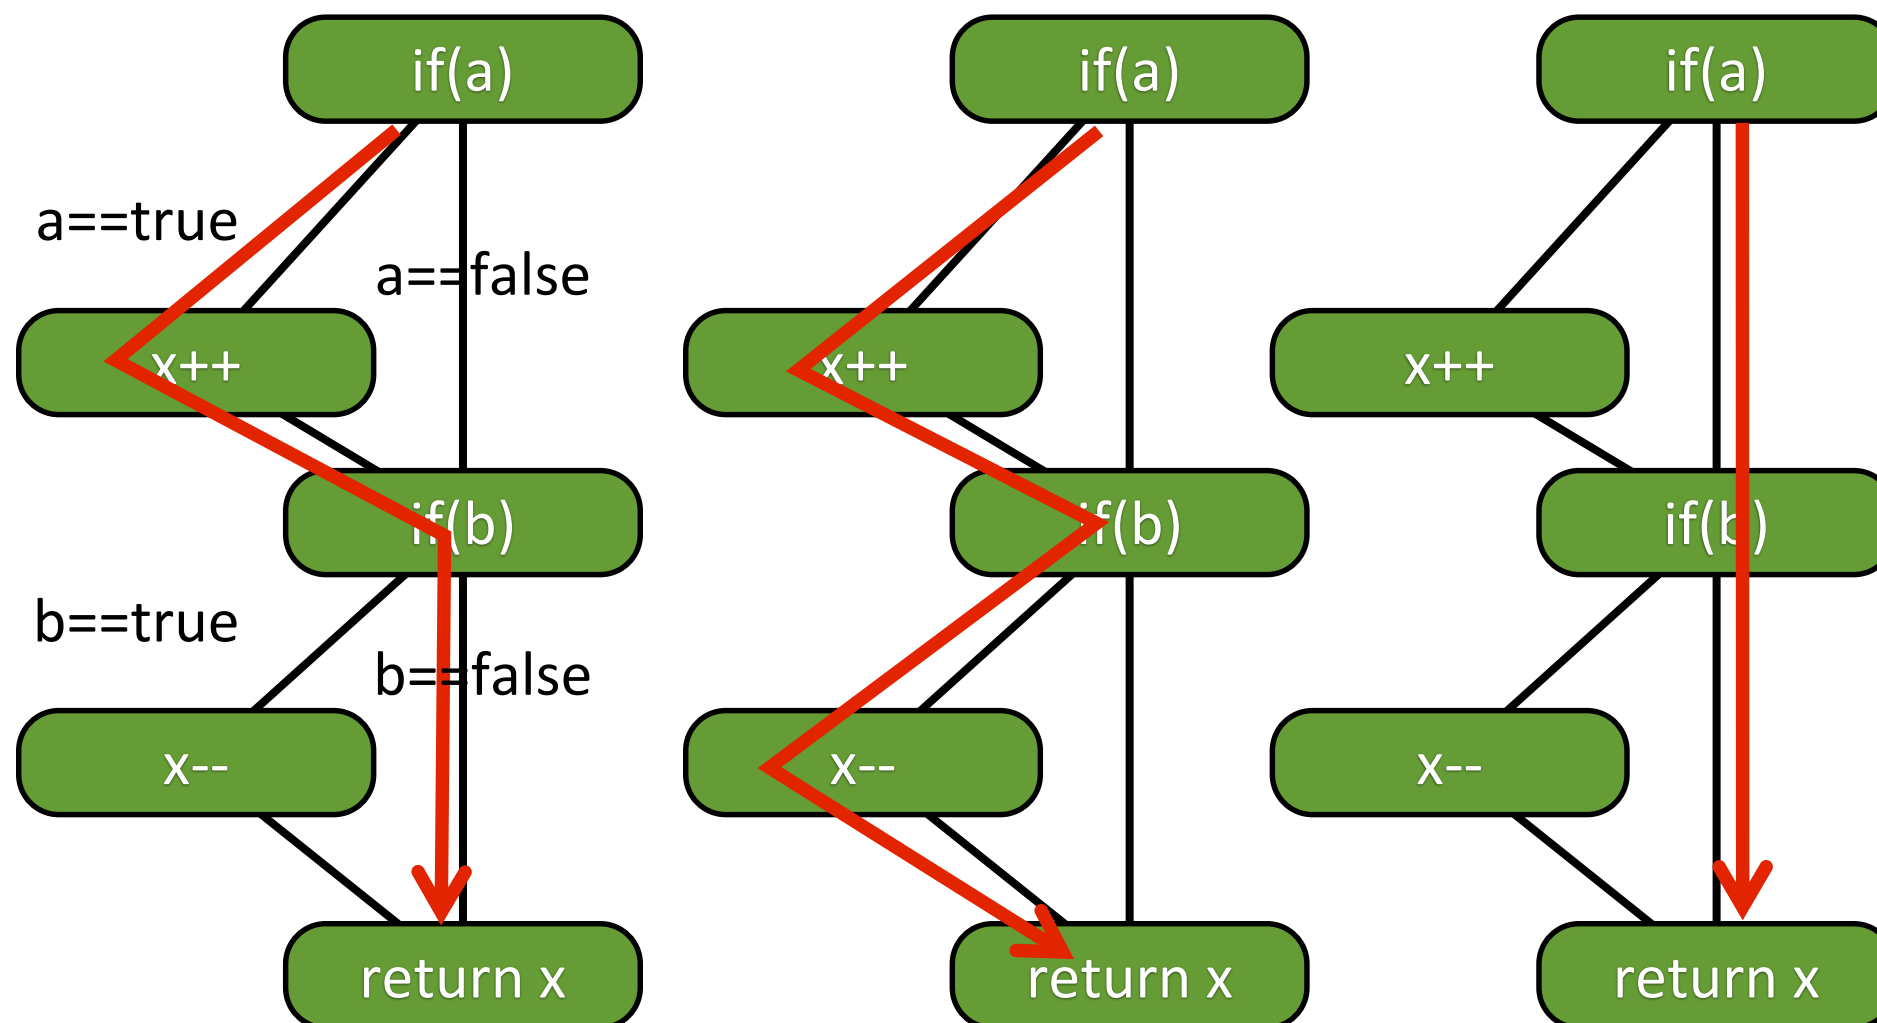 if(a)
if(a)
if(a)
a==true
a==false
x++
x++
x++
if(b)
if(b)
if(b)
b==true
b==false
x--
x--
x--
return x
return x
return x